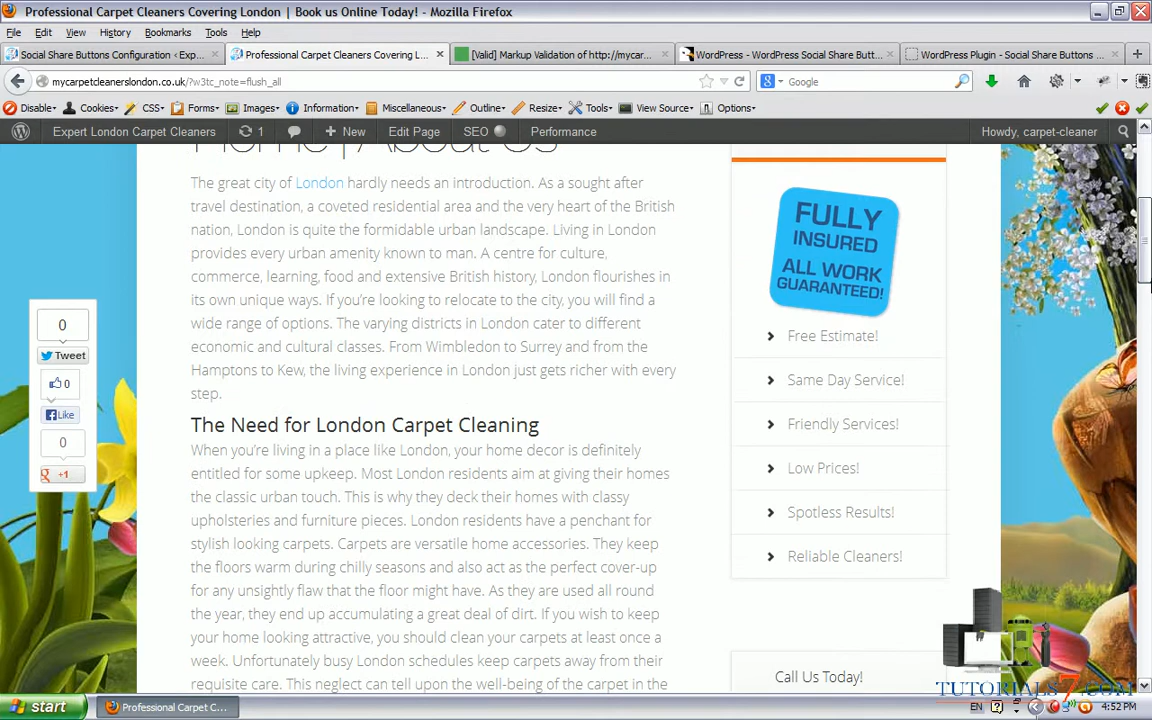 Professional Carpet Cleaners Covering London | Book us Online Today! - Mozilla Firefox
File Edit View History Bookmarks Tools Help
Social Share Buttons Configuration ‹ Exp...
Professional Carpet Cleaners Covering L...
[Valid] Markup Validation of http://mycar...
WordPress - WordPress Social Share Butt...
WordPress Plugin - Social Share Buttons ...
mycarpetcleanerslondon.co.uk/?w3tc_note=flush_all
Google
Disable Cookies CSS Forms Images Information Miscellaneous Outline Resize Tools View Source Options
Expert London Carpet Cleaners 1 New Edit Page SEO Performance Howdy, carpet-cleaner
Home | About Us
The great city of London hardly needs an introduction. As a sought after
travel destination, a coveted residential area and the very heart of the British
nation, London is quite the formidable urban landscape. Living in London
provides every urban amenity known to man. A centre for culture,
commerce, learning, food and extensive British history, London flourishes in
its own unique ways. If you're looking to relocate to the city, you will find a
wide range of options. The varying districts in London cater to different
economic and cultural classes. From Wimbledon to Surrey and from the
Hamptons to Kew, the living experience in London just gets richer with every
step.
The Need for London Carpet Cleaning
When you're living in a place like London, your home decor is definitely
entitled for some upkeep. Most London residents aim at giving their homes
the classic urban touch. This is why they deck their homes with classy
upholsteries and furniture pieces. London residents have a penchant for
stylish looking carpets. Carpets are versatile home accessories. They keep
the floors warm during chilly seasons and also act as the perfect cover-up
for any unsightly flaw that the floor might have. As they are used all round
the year, they end up accumulating a great deal of dirt. If you wish to keep
your home looking attractive, you should clean your carpets at least once a
week. Unfortunately busy London schedules keep carpets away from their
requisite care. This neglect can tell upon the well-being of the carpet in the
0
Tweet
0
Like
0
+1
FULLY
INSURED
ALL WORK
GUARANTEED!
Free Estimate!
Same Day Service!
Friendly Services!
Low Prices!
Spotless Results!
Reliable Cleaners!
Call Us Today!
TUTORIALS7.COM
start
Professional Carpet C...
EN
4:52 PM